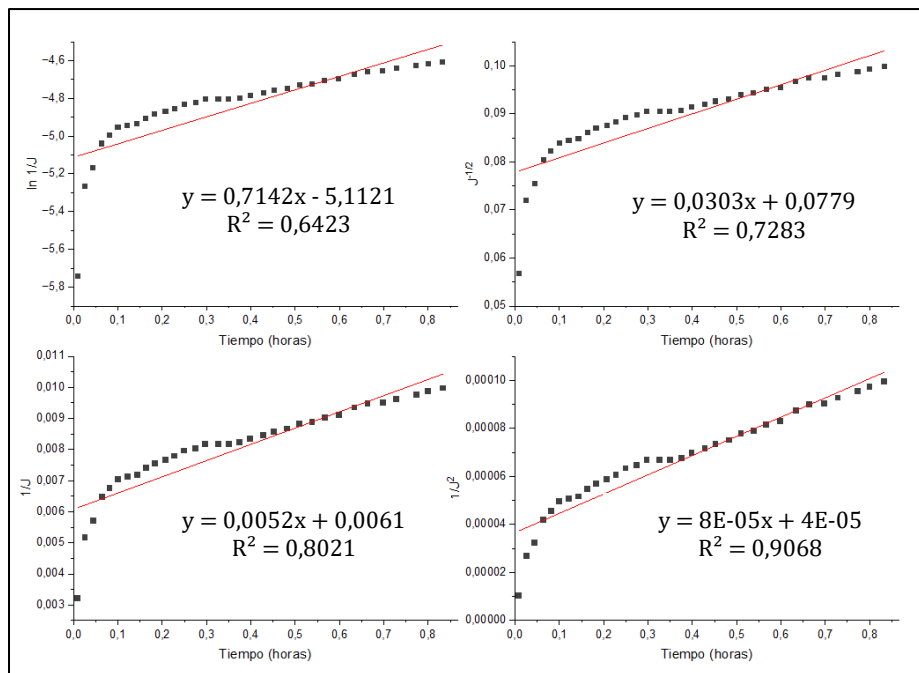 ln 1/J
−4,6
−4,8
−5,0
−5,2
−5,4
−5,6
−5,8
y = 0,7142x - 5,1121
R² = 0,6423
0,0 0,1 0,2 0,3 0,4 0,5 0,6 0,7 0,8
Tiempo (horas)
J^-1/2
0,10
0,09
0,08
0,07
0,06
0,05
y = 0,0303x + 0,0779
R² = 0,7283
0,0 0,1 0,2 0,3 0,4 0,5 0,6 0,7 0,8
Tiempo (horas)
1/J
0,011
0,010
0,009
0,008
0,007
0,006
0,005
0,004
0,003
y = 0,0052x + 0,0061
R² = 0,8021
0,0 0,1 0,2 0,3 0,4 0,5 0,6 0,7 0,8
Tiempo (horas)
1/J²
0,00010
0,00008
0,00006
0,00004
0,00002
0,00000
y = 8E-05x + 4E-05
R² = 0,9068
0,0 0,1 0,2 0,3 0,4 0,5 0,6 0,7 0,8
Tiempo (horas)